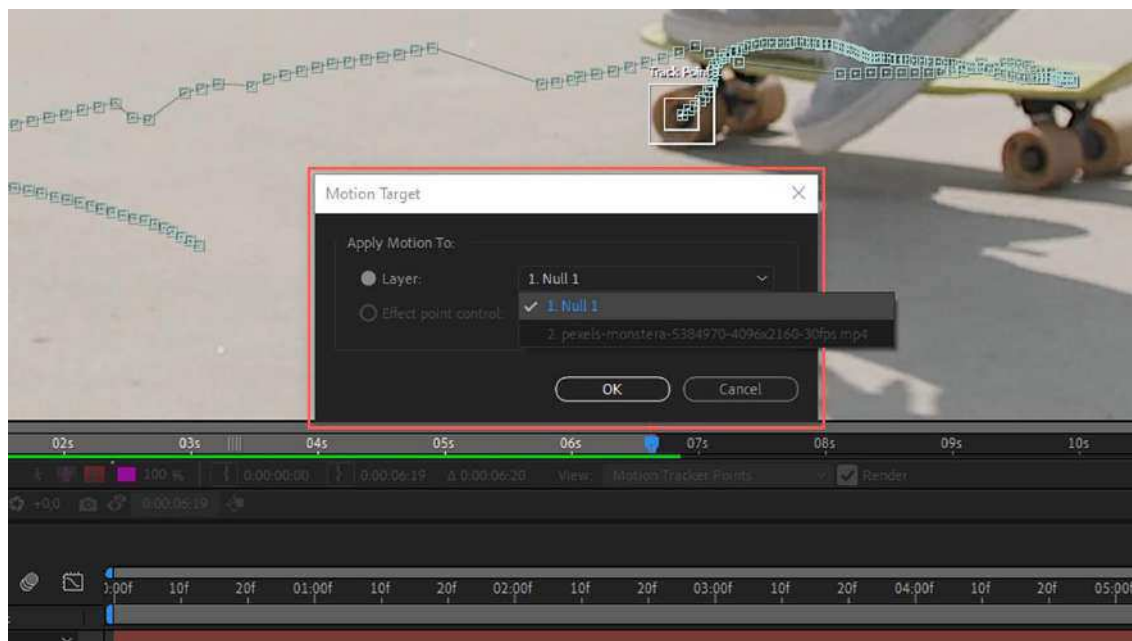 Track Point 1
Motion Target
Apply Motion To:
Layer:
1. Null 1
Effect point control:
1. Null 1
2. pexels-monstera-5384970-4096x2160-30fps.mp4
OK
Cancel
02s 03s 04s 05s 06s 07s 08s 09s 10s
100 % 0:00:00:00 0:00:06:19 Δ 0:00:06:20 View: Motion Tracker Points Render
+0,0 0:00:06:19
):00f 10f 20f 01:00f 10f 20f 02:00f 10f 20f 03:00f 10f 20f 04:00f 10f 20f 05:00f